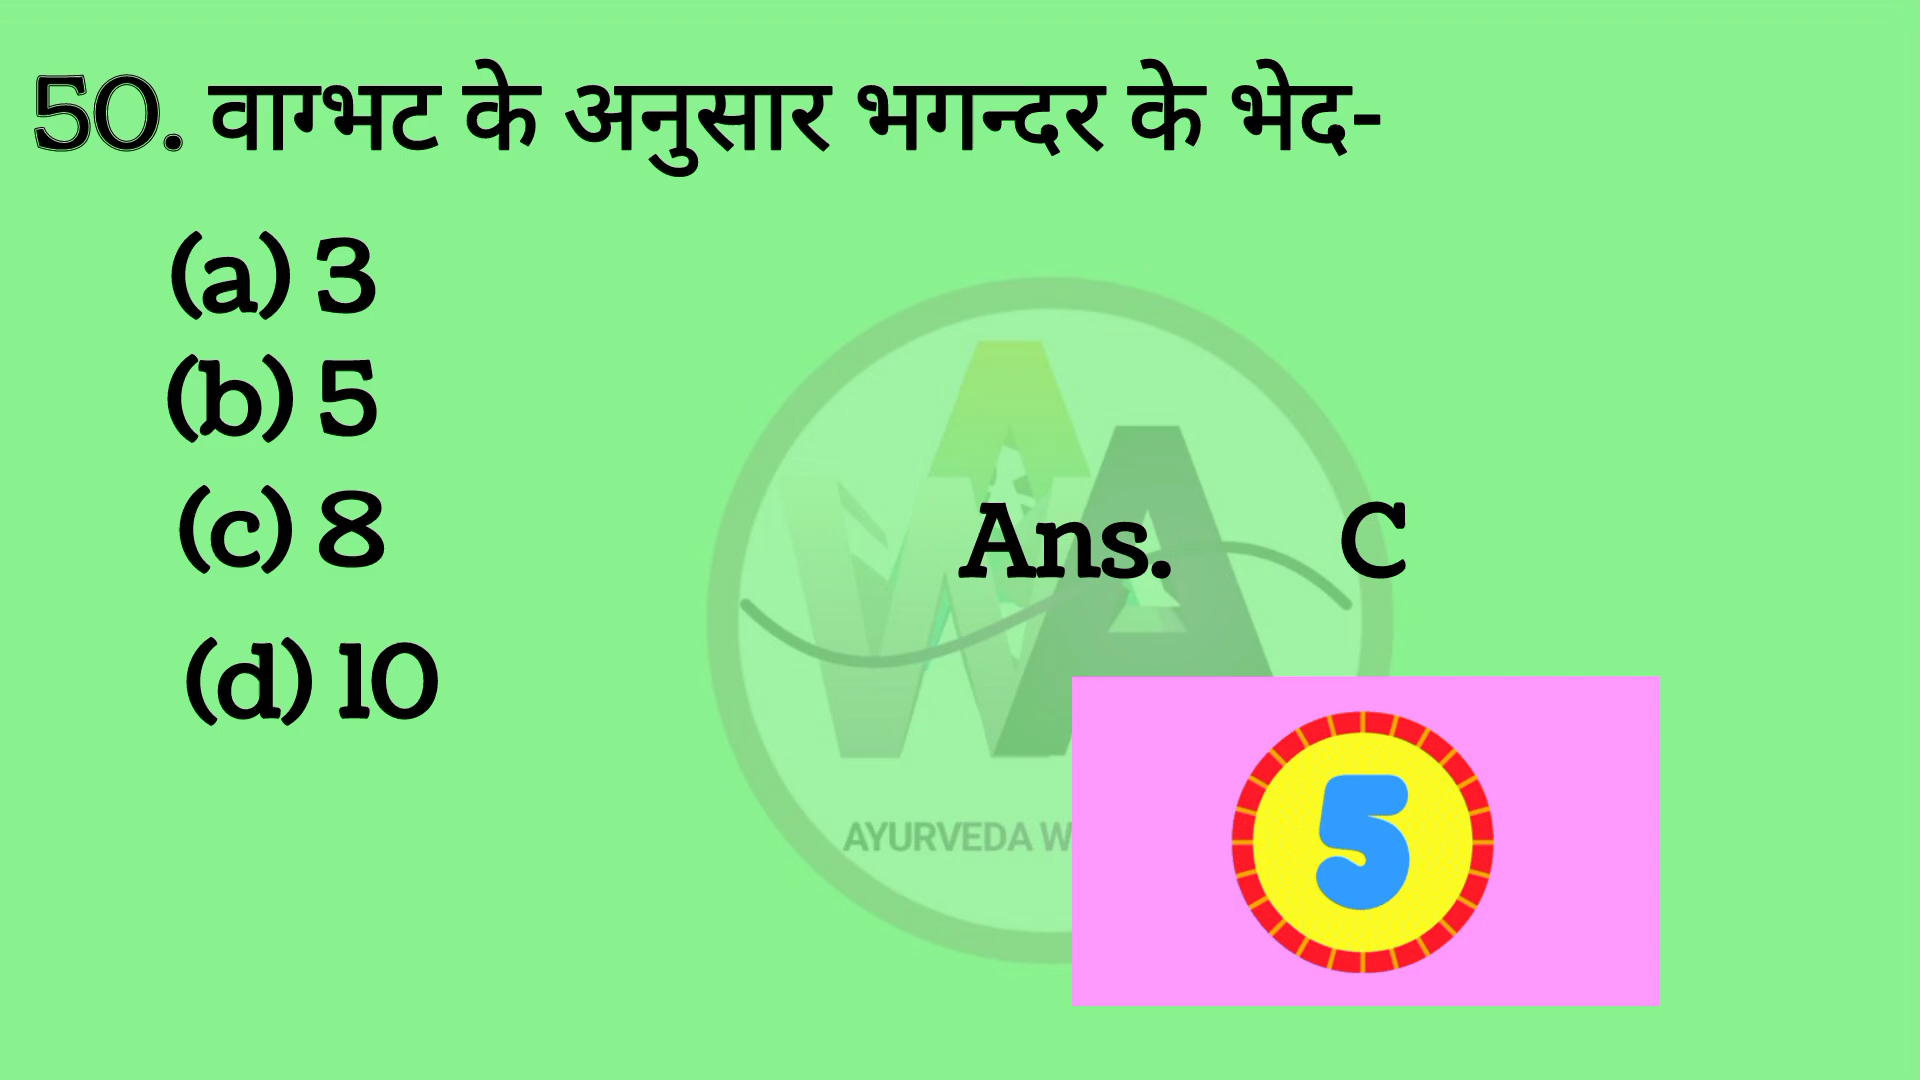 50. वाग्भट के अनुसार भगन्दर के भेद-
(a) 3
(b) 5
(c) 8
Ans. C
(d) 10
AYURVEDA
5